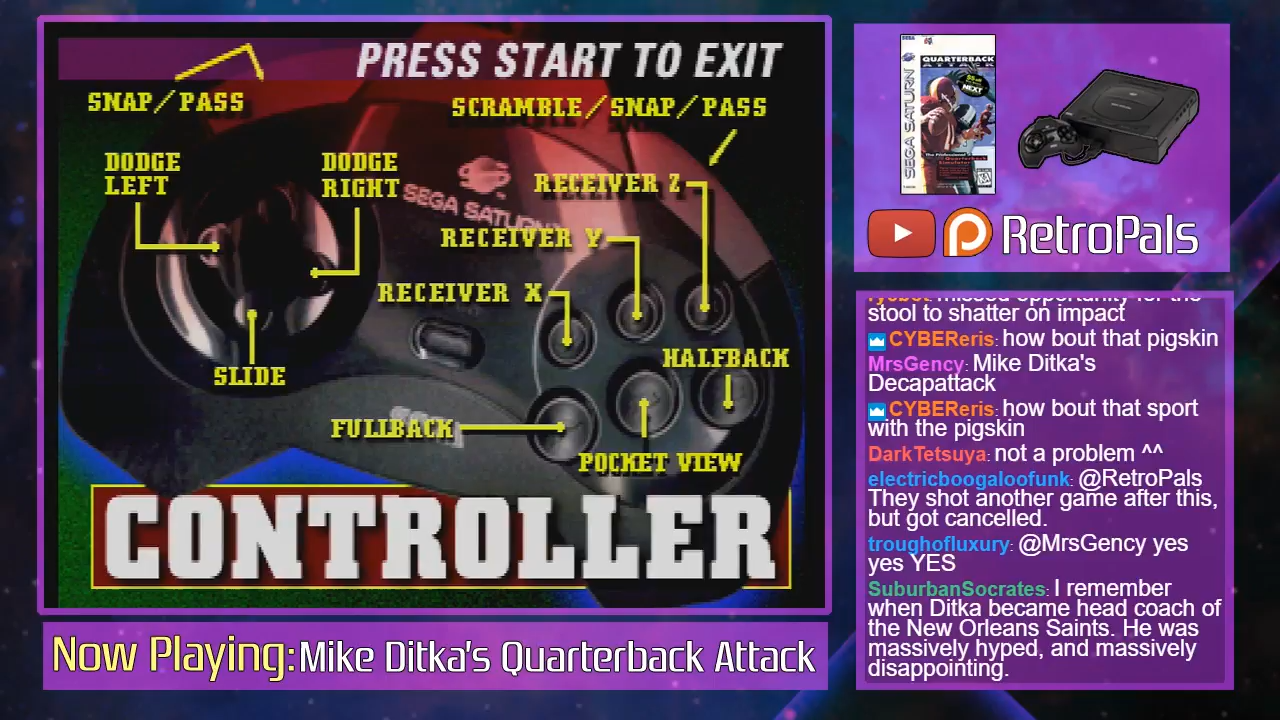 PRESS START TO EXIT
SNAP/PASS
SCRAMBLE/SNAP/PASS
DODGE
LEFT
DODGE
RIGHT
SEGA SATURN
RECEIVER Z
RECEIVER Y
RECEIVER X
HALFBACK
SLIDE
FULLBACK
POCKET VIEW
CONTROLLER
Now Playing: Mike Ditka's Quarterback Attack
SEGA SATURN
QUARTERBACK
ATTACK
RetroPals
stool to shatter on impact
CYBEReris: how bout that pigskin
MrsGency: Mike Ditka's
Decapattack
CYBEReris: how bout that sport
with the pigskin
DarkTetsuya: not a problem ^^
electricboogaloofunk: @RetroPals
They shot another game after this,
but got cancelled.
troughofluxury: @MrsGency yes
yes YES
SuburbanSocrates: I remember
when Ditka became head coach of
the New Orleans Saints. He was
massively hyped, and massively
disappointing.